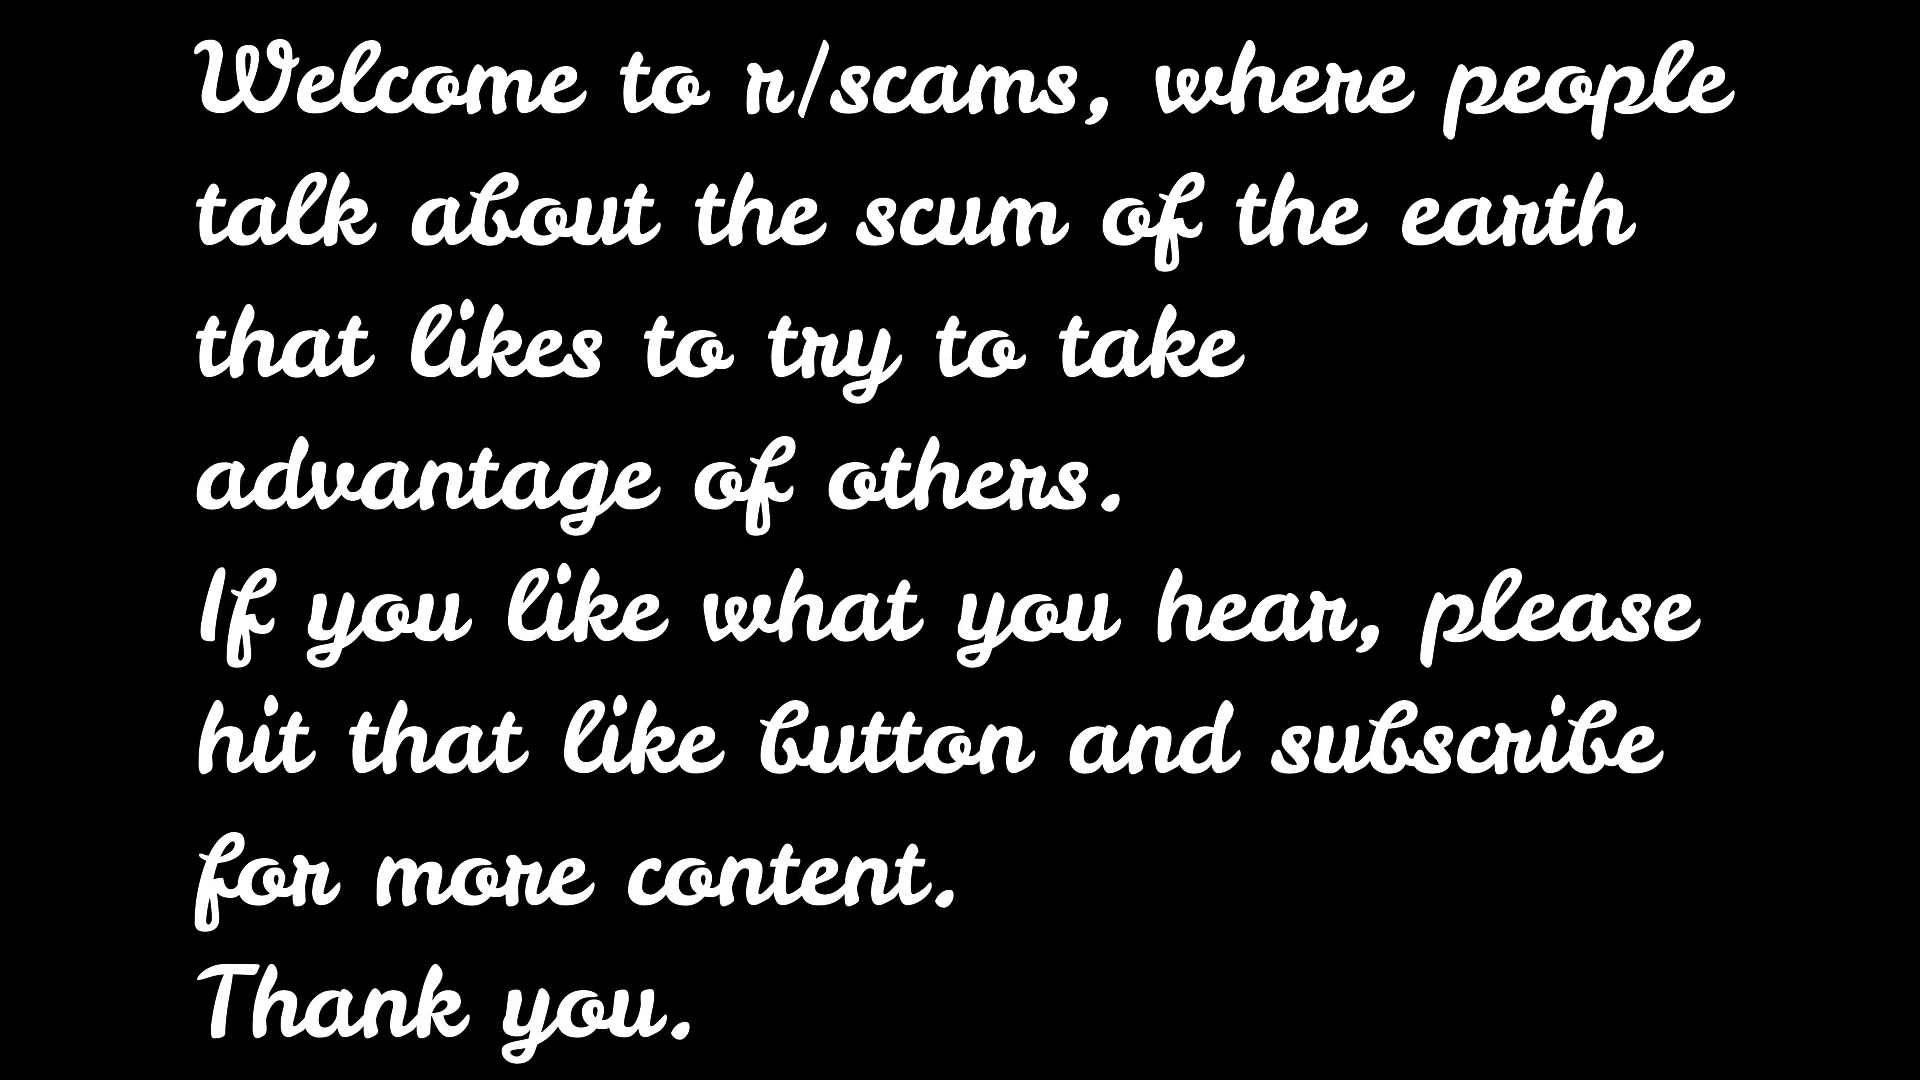 Welcome to r/scams, where people
talk about the scum of the earth
that likes to try to take
advantage of others.
If you like what you hear, please
hit that like button and subscribe
for more content.
Thank you.